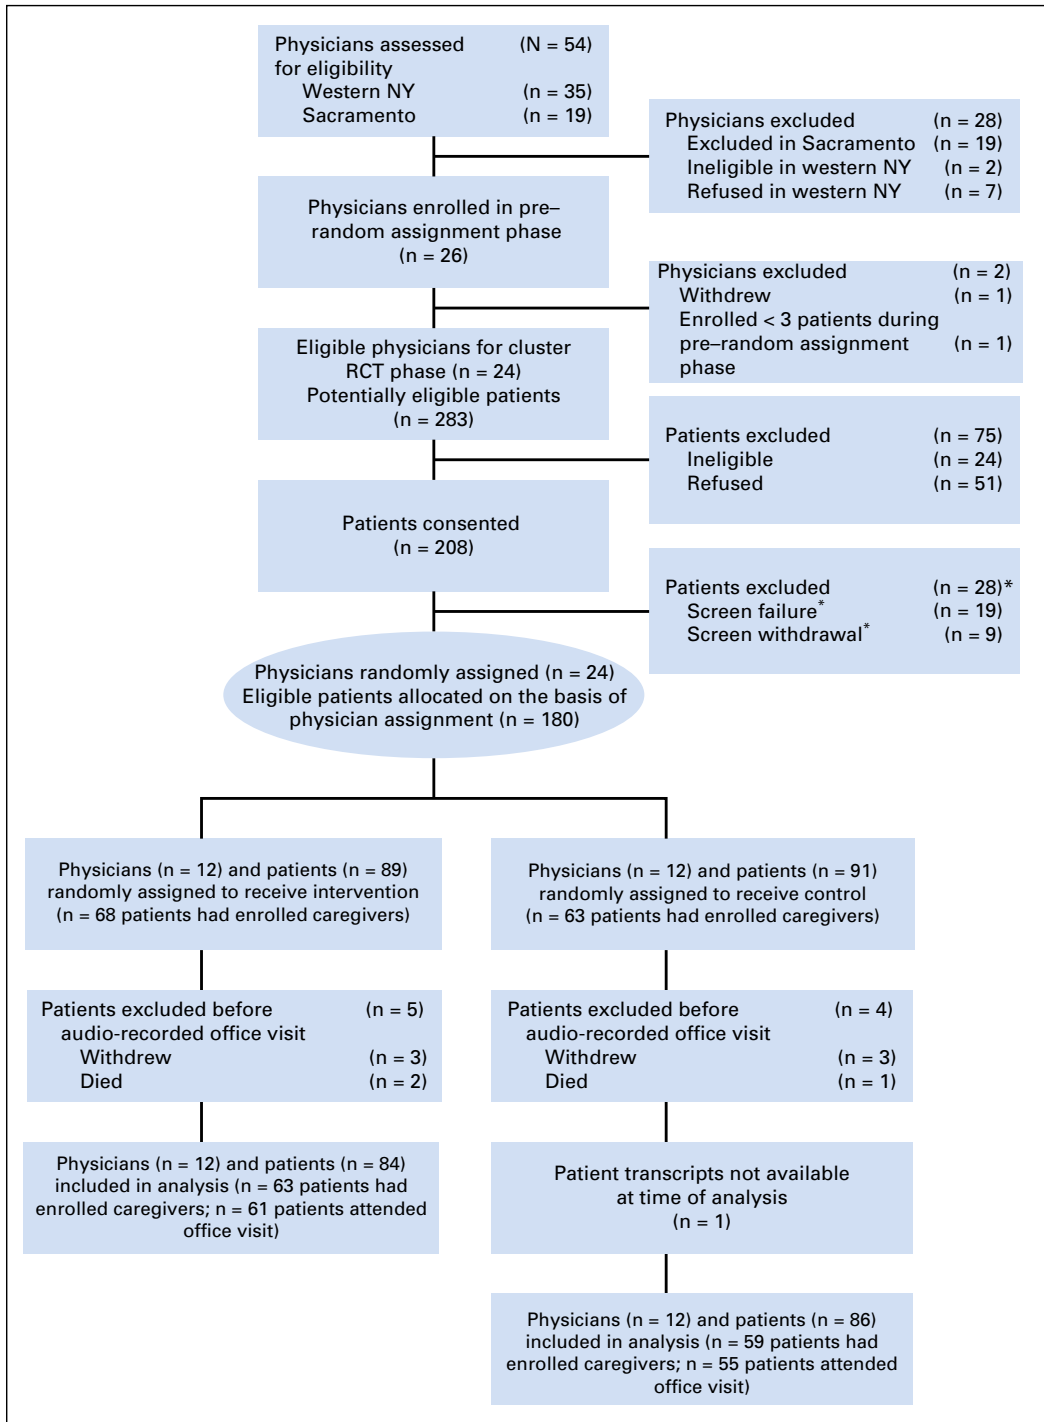 Physicians assessed (N = 54)
for eligibility
Western NY (n = 35)
Sacramento (n = 19)
Physicians excluded (n = 28)
Excluded in Sacramento (n = 19)
Ineligible in western NY (n = 2)
Refused in western NY (n = 7)
Physicians enrolled in pre–
random assignment phase
(n = 26)
Physicians excluded (n = 2)
Withdrew (n = 1)
Enrolled < 3 patients during
pre–random assignment (n = 1)
phase
Eligible physicians for cluster
RCT phase (n = 24)
Potentially eligible patients
(n = 283)
Patients excluded (n = 75)
Ineligible (n = 24)
Refused (n = 51)
Patients consented
(n = 208)
Patients excluded (n = 28)*
Screen failure* (n = 19)
Screen withdrawal* (n = 9)
Physicians randomly assigned (n = 24)
Eligible patients allocated on the basis of
physician assignment (n = 180)
Physicians (n = 12) and patients (n = 89)
randomly assigned to receive intervention
(n = 68 patients had enrolled caregivers)
Physicians (n = 12) and patients (n = 91)
randomly assigned to receive control
(n = 63 patients had enrolled caregivers)
Patients excluded before (n = 5)
audio-recorded office visit
Withdrew (n = 3)
Died (n = 2)
Patients excluded before (n = 4)
audio-recorded office visit
Withdrew (n = 3)
Died (n = 1)
Physicians (n = 12) and patients (n = 84)
included in analysis (n = 63 patients had
enrolled caregivers; n = 61 patients attended
office visit)
Patient transcripts not available
at time of analysis
(n = 1)
Physicians (n = 12) and patients (n = 86)
included in analysis (n = 59 patients had
enrolled caregivers; n = 55 patients attended
office visit)